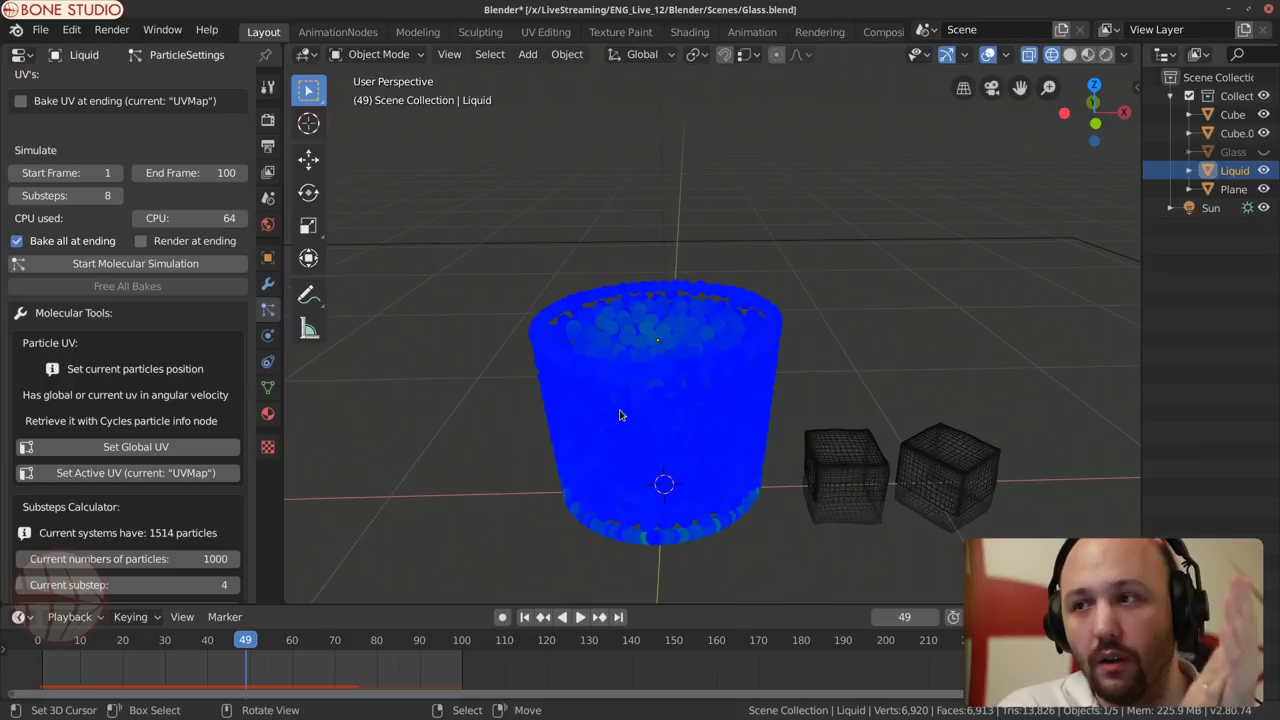 BONE STUDIO
Blender* [/x/LiveStreaming/ENG_Live_12/Blender/Scenes/Glass.blend]
File Edit Render Window Help
Layout AnimationNodes Modeling Sculpting UV Editing Texture Paint Shading Animation Rendering Composi
Scene
View Layer
Liquid ParticleSettings
Object Mode View Select Add Object Global
Scene Collectic
UV's:
Bake UV at ending (current: "UVMap")
User Perspective
(49) Scene Collection | Liquid
Z
X
Collect
Cube
Cube.0
Glass
Liquid
Plane
Sun
Simulate
Start Frame: 1 End Frame: 100
Substeps: 8
CPU used: CPU: 64
Bake all at ending Render at ending
Start Molecular Simulation
Free All Bakes
Molecular Tools:
Particle UV:
Set current particles position
Has global or current uv in angular velocity
Retrieve it with Cycles particle info node
Set Global UV
Set Active UV (current: "UVMap")
Substeps Calculator:
Current systems have: 1514 particles
Current numbers of particles: 1000
Current substep: 4
Playback Keying View Marker
49
0 10 20 30 40 49 60 70 80 90 100 110 120 130 140 150 160 170 180 190 200 210 2
Set 3D Cursor Box Select Rotate View Select Move
Scene Collection | Liquid | Verts:6,920 | Faces:6,913 | Tris:13,826 | Objects:1/5 | Mem: 225.9 MB | v2.80.74